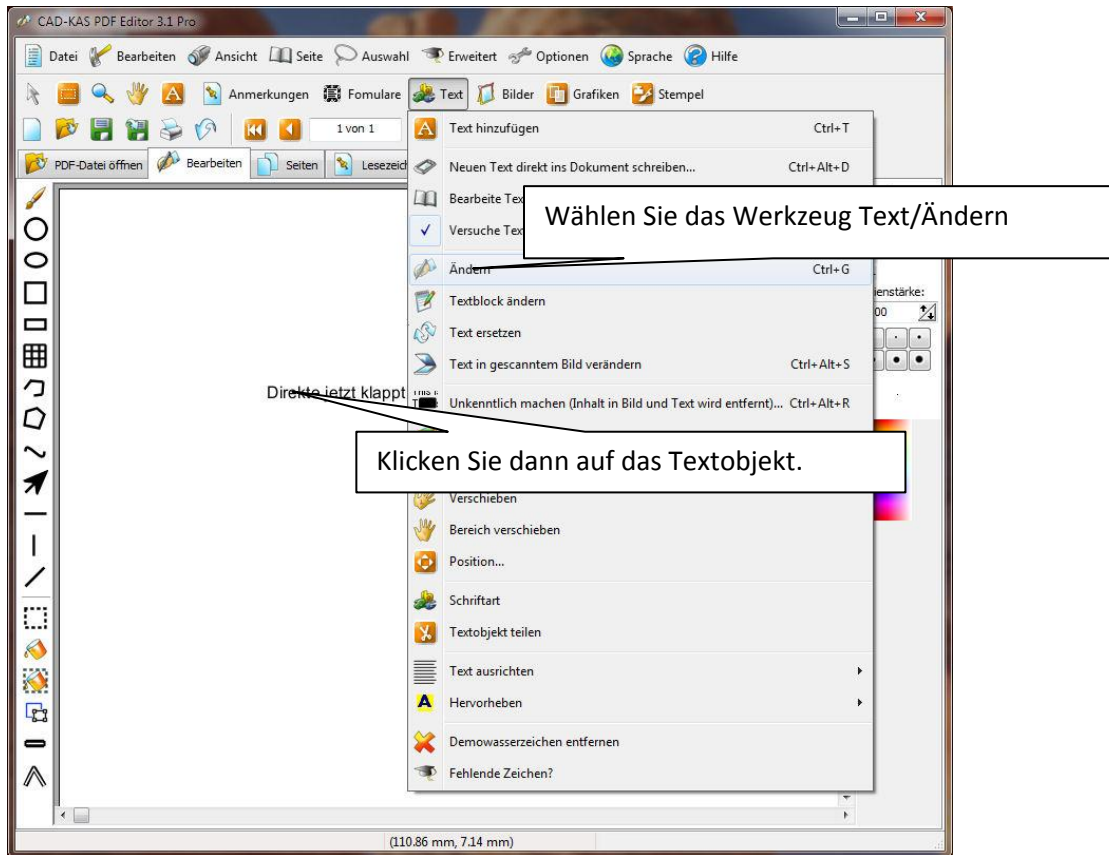 CAD-KAS PDF Editor 3.1 Pro
Datei Bearbeiten Ansicht Seite Auswahl Erweitert Optionen Sprache Hilfe
A Anmerkungen Fomulare Text Bilder Grafiken Stempel
1 von 1
PDF-Datei öffnen Bearbeiten Seiten Lesezeich
A Text hinzufügen Ctrl+T
Neuen Text direkt ins Dokument schreiben... Ctrl+Alt+D
Bearbeite Tex
Versuche Tex
Wählen Sie das Werkzeug Text/Ändern
Ändern Ctrl+G
ienstärke:
00
Textblock ändern
Text ersetzen
Text in gescanntem Bild verändern Ctrl+Alt+S
Direkte jetzt klappt
Unkenntlich machen (Inhalt in Bild und Text wird entfernt)... Ctrl+Alt+R
Klicken Sie dann auf das Textobjekt.
Verschieben
Bereich verschieben
Position...
Schriftart
Textobjekt teilen
Text ausrichten
A Hervorheben
Demowasserzeichen entfernen
Fehlende Zeichen?
(110.86 mm, 7.14 mm)